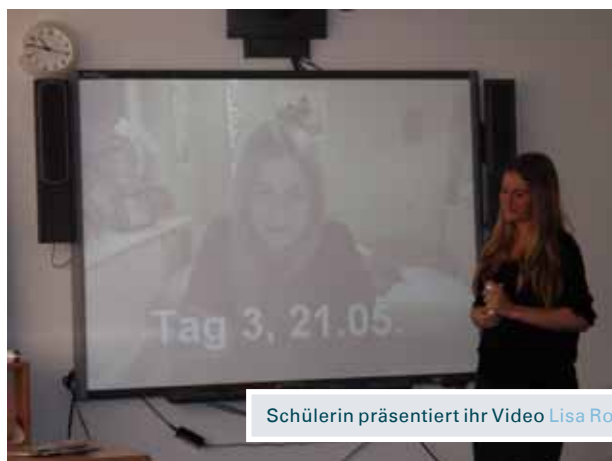 Tag 3, 21.05.
Schülerin präsentiert ihr Video Lisa Ro